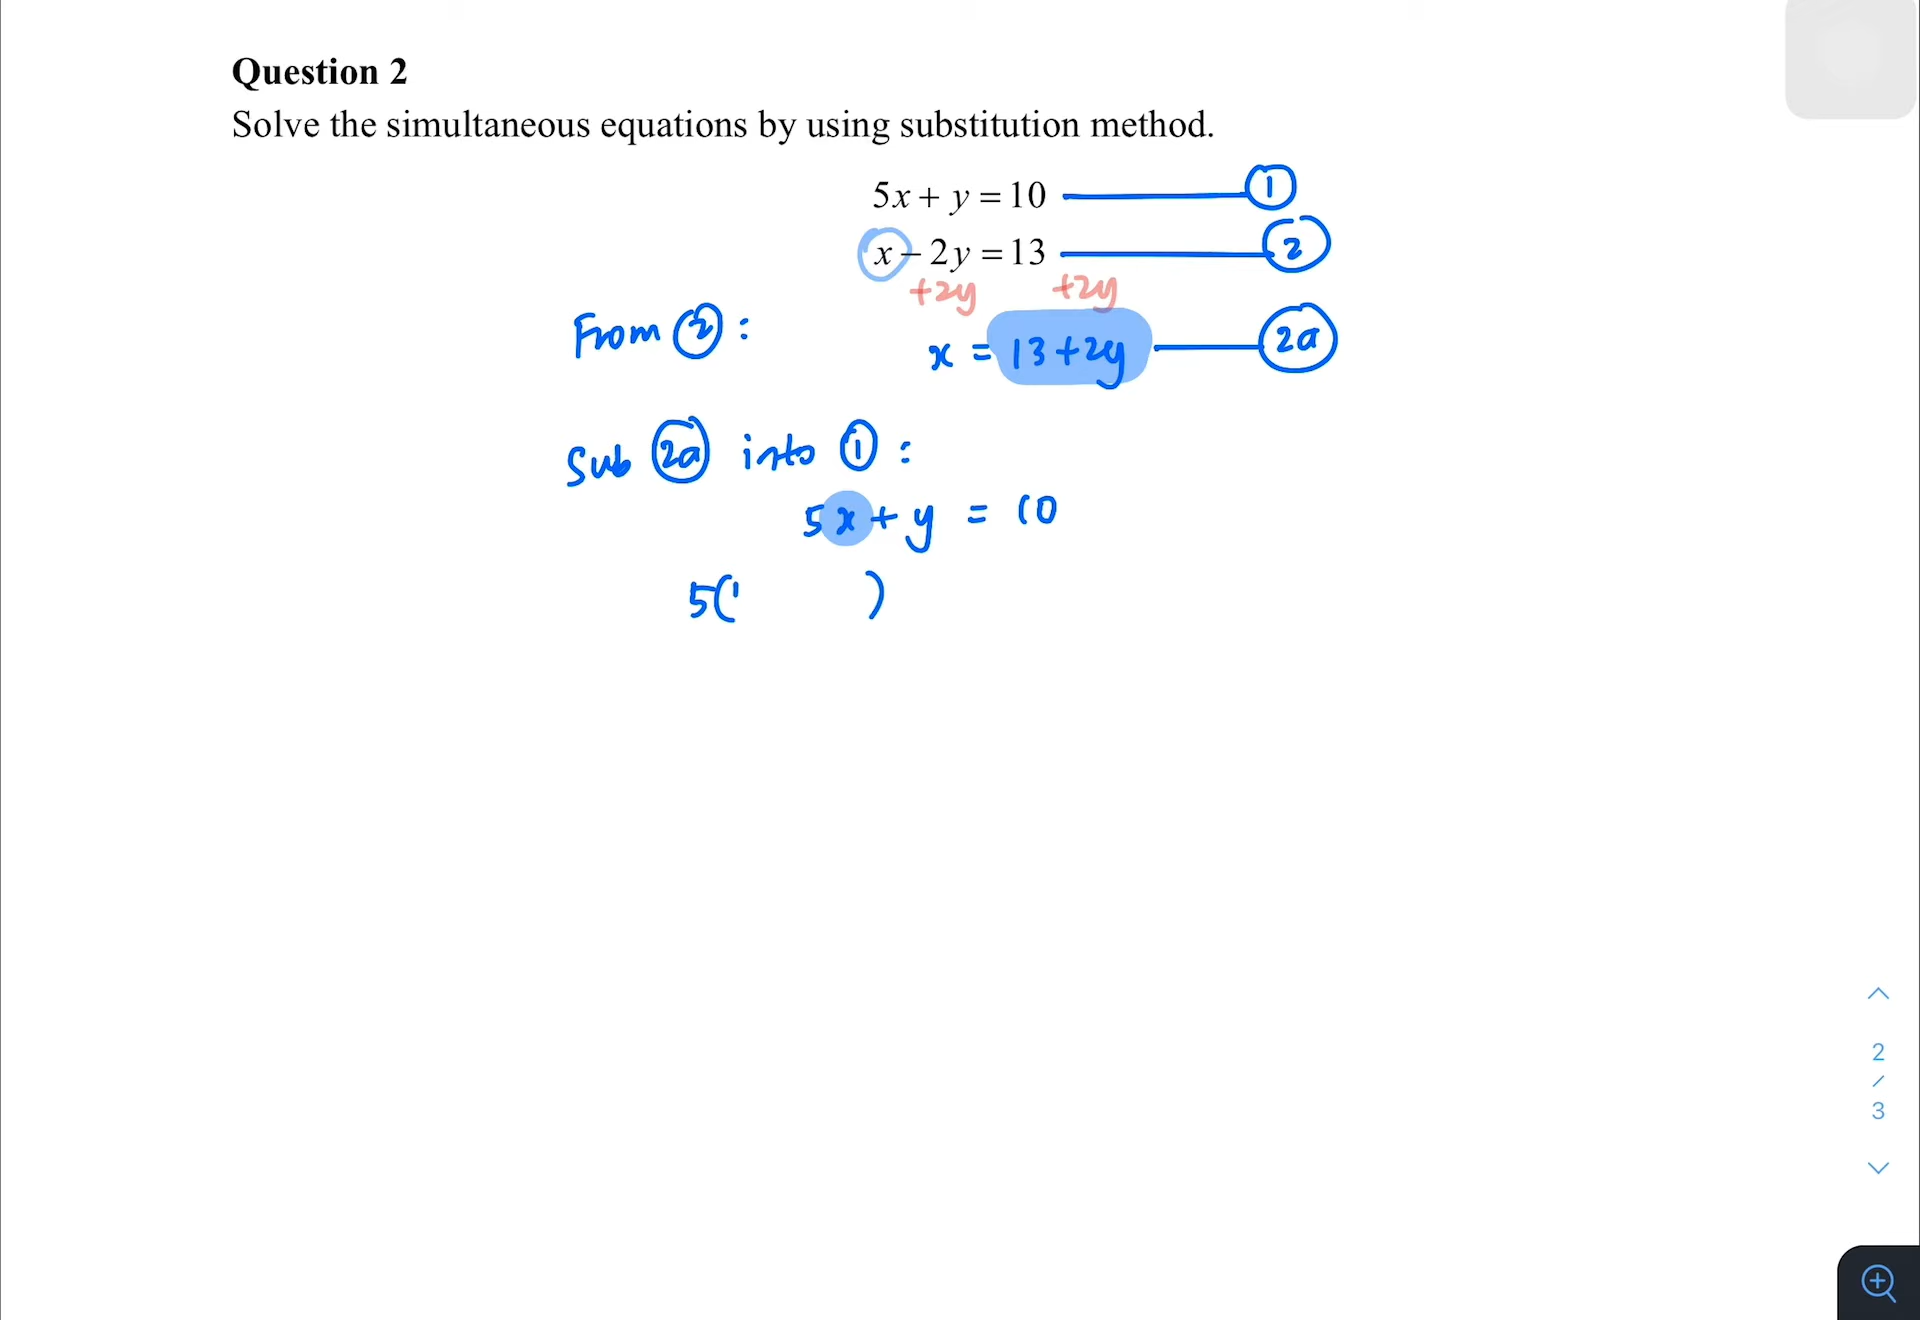 Question 2
Solve the simultaneous equations by using substitution method.
5x + y = 10 ① 
x − 2y = 13 ②
+2y +2y
From ②: x = 13+2y 2a
Sub 2a into ①:
5x + y = 10
5(1 )
2
/
3